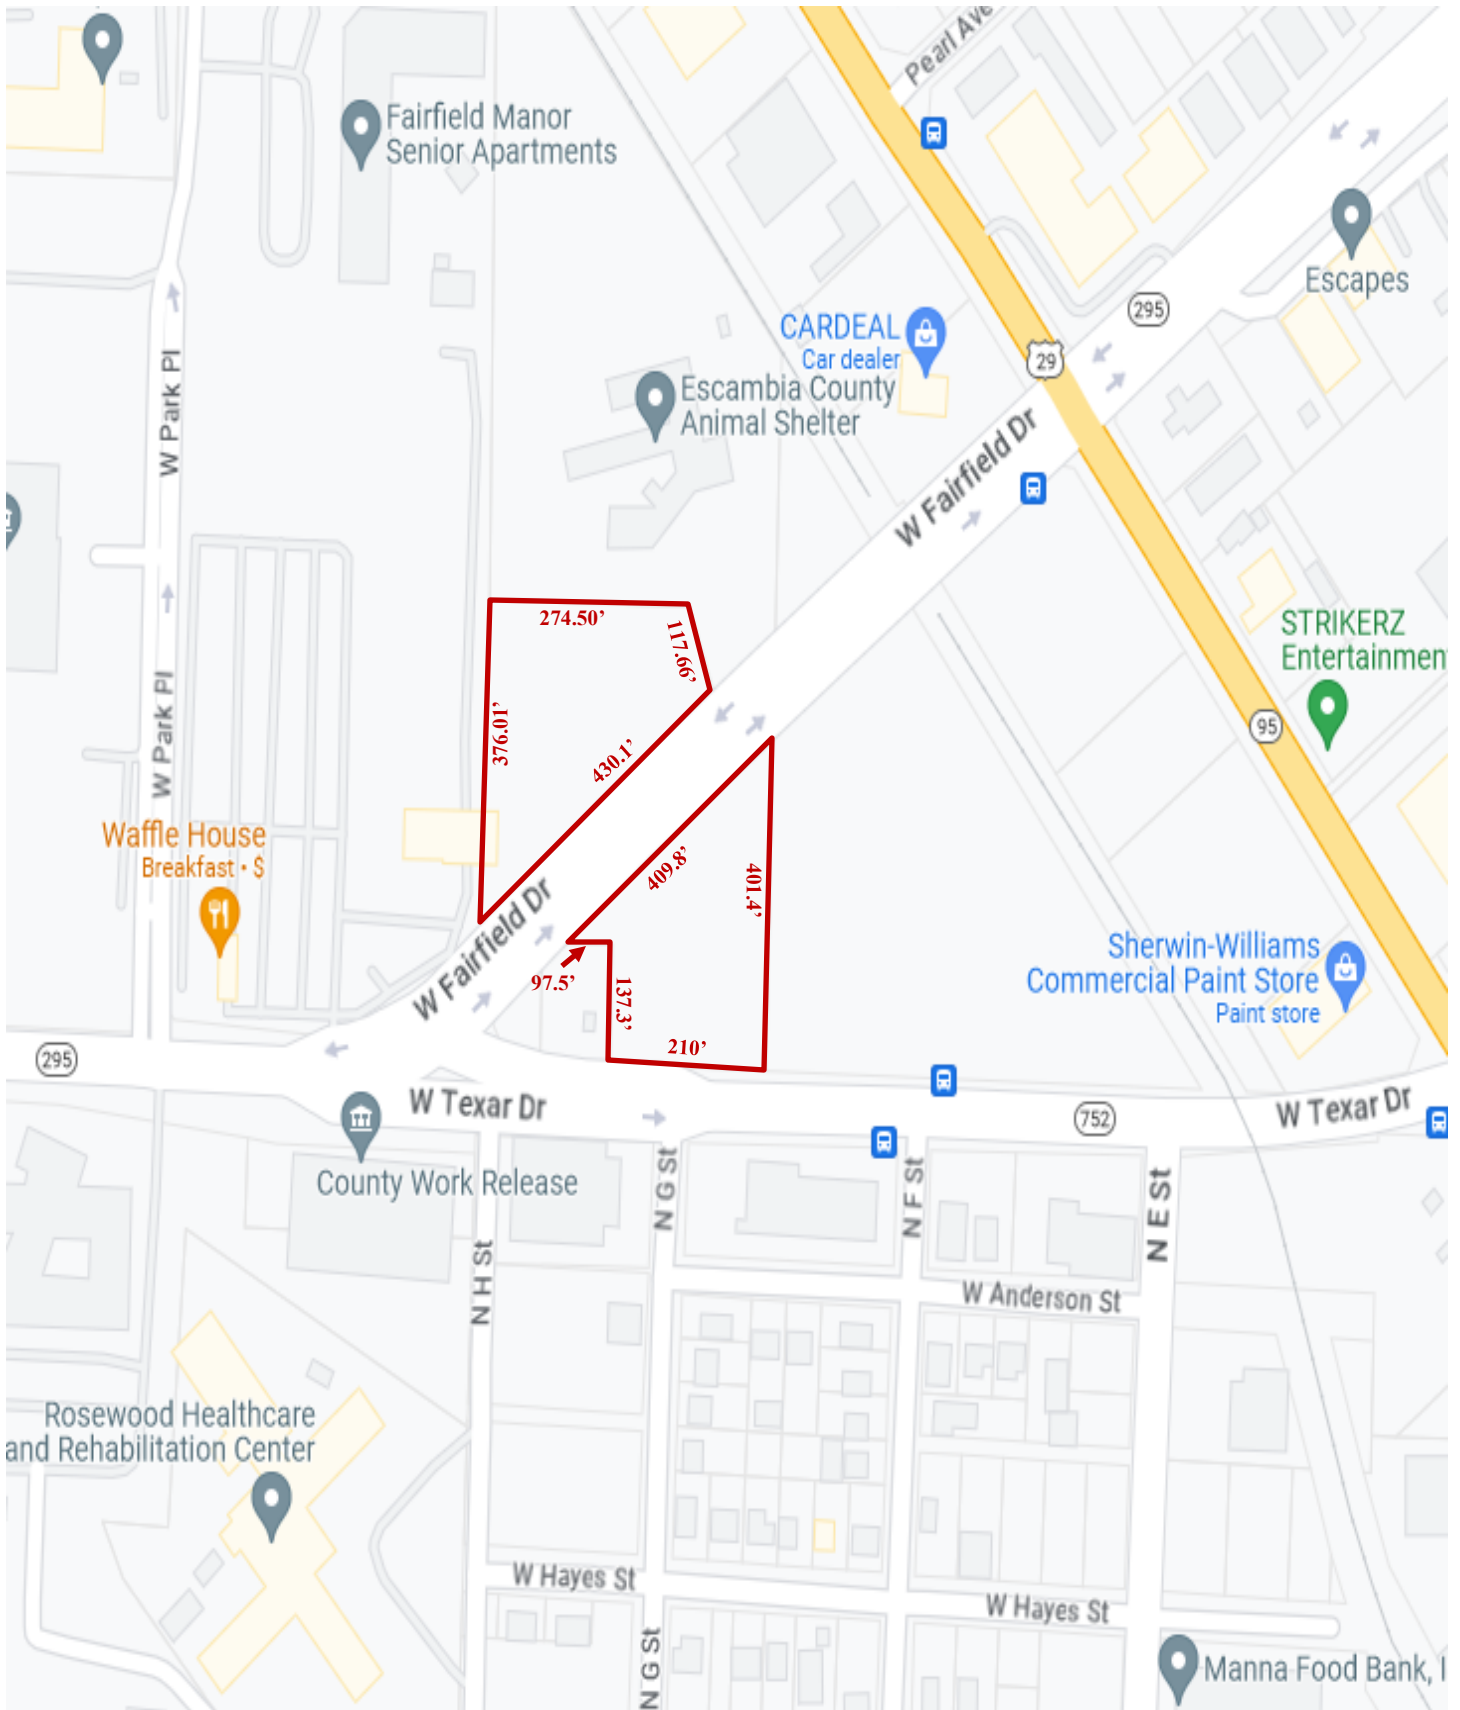 Pearl Ave
Fairfield Manor
Senior Apartments
Escapes
295
CARDEAL
Car dealer
29
W Park Pl
Escambia County
Animal Shelter
W Fairfield Dr
274.50’
117.66’
STRIKERZ
Entertainmen
376.01’
W Park Pl
95
430.1’
Waffle House
Breakfast • $
409.8’
401.4’
W Fairfield Dr
Sherwin-Williams
Commercial Paint Store
Paint store
97.5’
137.3’
210’
295
W Texar Dr
752
W Texar Dr
County Work Release
N G St
N F St
N E St
N H St
W Anderson St
Rosewood Healthcare
and Rehabilitation Center
W Hayes St
W Hayes St
N G St
Manna Food Bank, I